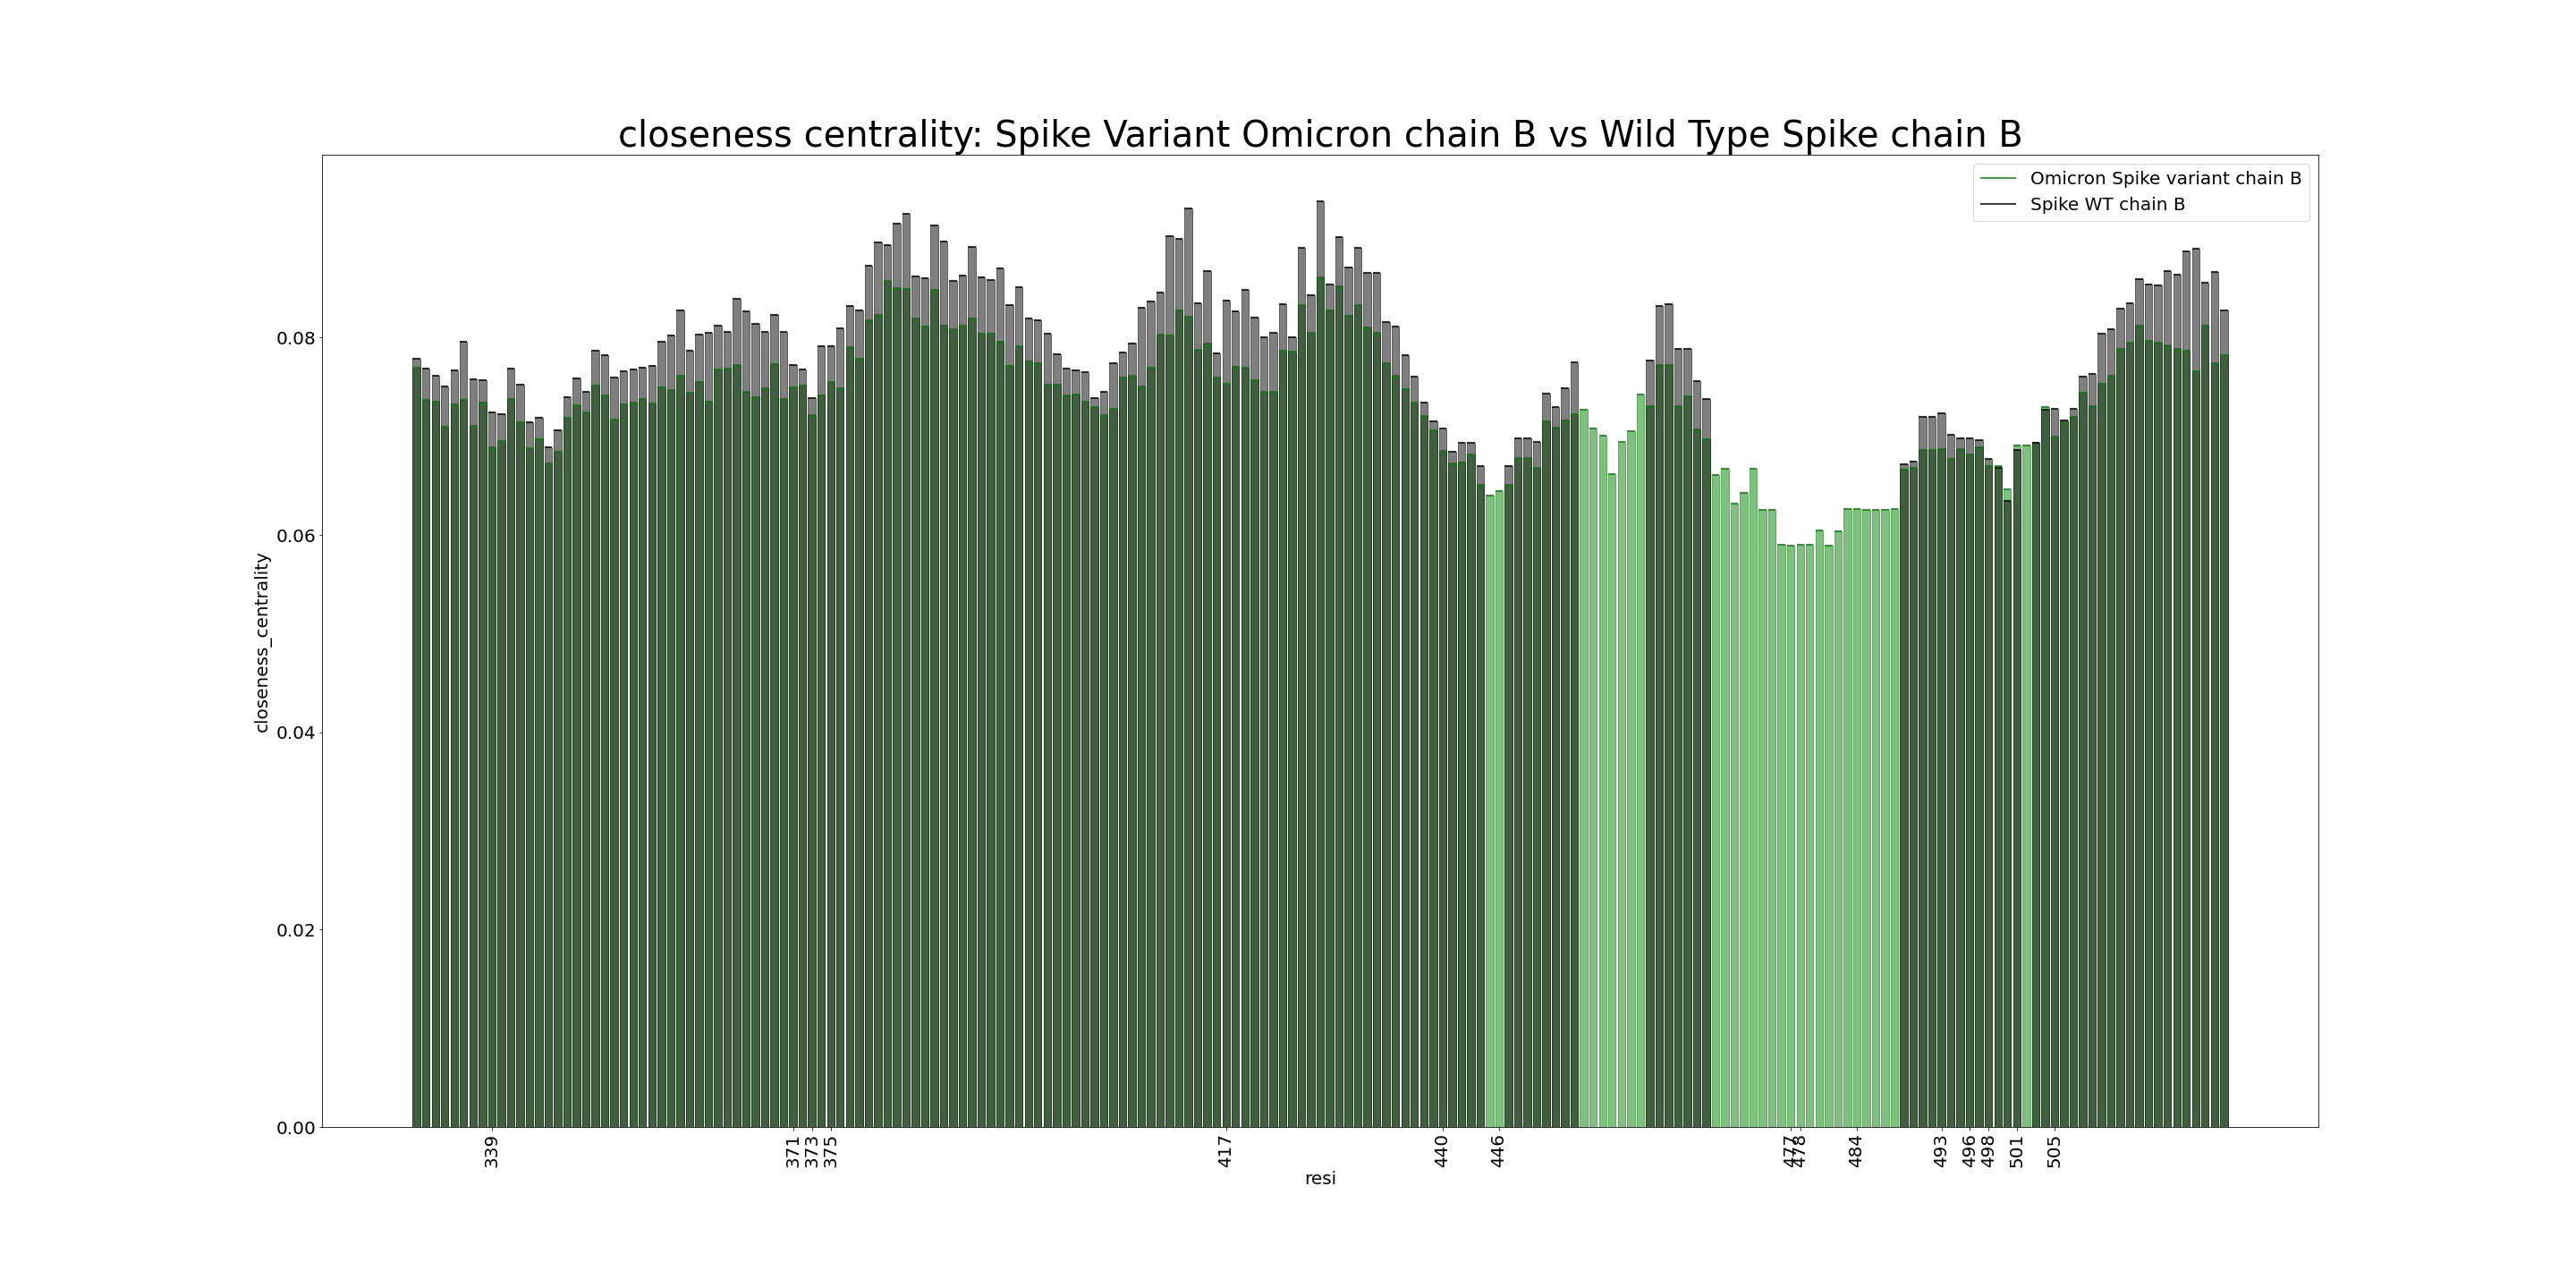 closeness centrality: Spike Variant Omicron chain B vs Wild Type Spike chain B
Omicron Spike variant chain B
Spike WT chain B
closeness_centrality
0.08
0.06
0.04
0.02
0.00
339 371 373 375 417 440 446 477 478 484 493 496 498 501 505
resi